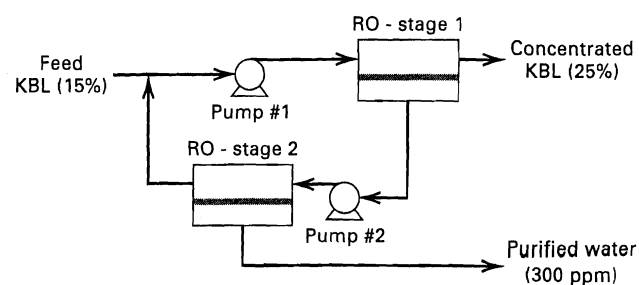 RO - stage 1
Feed
KBL (15%)
Concentrated
KBL (25%)
Pump #1
RO - stage 2
Pump #2
Purified water
(300 ppm)